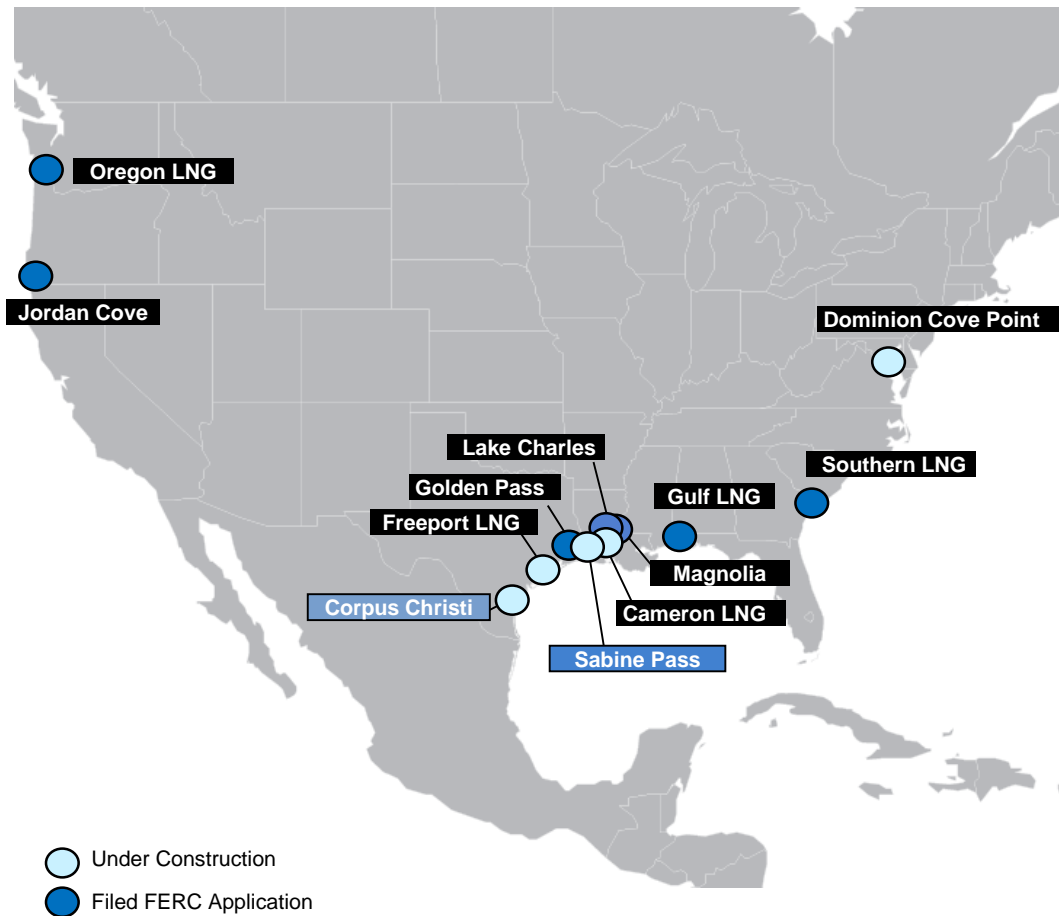 Oregon LNG
Jordan Cove
Dominion Cove Point
Lake Charles
Southern LNG
Golden Pass
Gulf LNG
Freeport LNG
Magnolia
Corpus Christi
Cameron LNG
Sabine Pass
Under Construction
Filed FERC Application